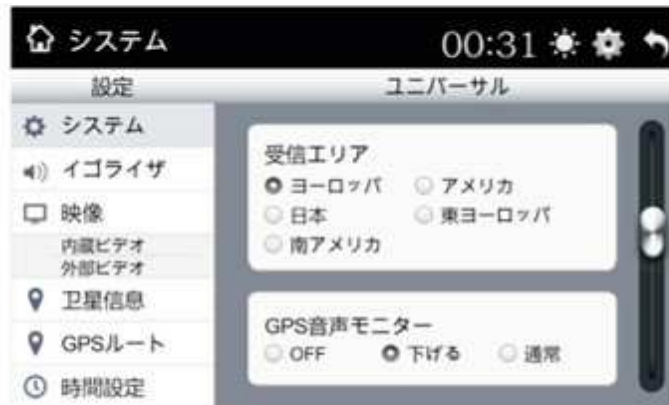 システム 00:31
設定 ユニバーサル
システム
イゴライザ
映像
内蔵ビデオ
外部ビデオ
卫星信息
GPSルート
時間設定
受信エリア
ヨーロッパ アメリカ
日本 東ヨーロッパ
南アメリカ
GPS音声モニター
OFF 下げる 通常